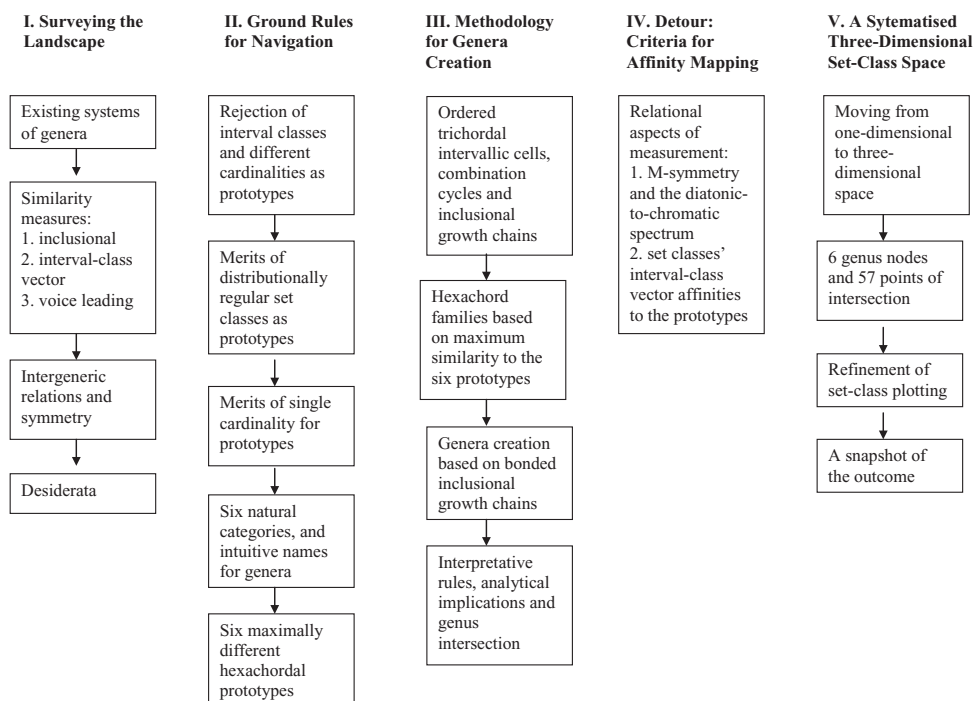 I. Surveying the
Landscape
Existing systems
of genera
Similarity
measures:
1. inclusional
2. interval-class
vector
3. voice leading
Intergeneric
relations and
symmetry
Desiderata
II. Ground Rules
for Navigation
Rejection of
interval classes
and different
cardinalities as
prototypes
Merits of
distributionally
regular set
classes as
prototypes
Merits of single
cardinality for
prototypes
Six natural
categories, and
intuitive names
for genera
Six maximally
different
hexachordal
prototypes
III. Methodology
for Genera
Creation
Ordered
trichordal
intervallic cells,
combination
cycles and
inclusional
growth chains
Hexachord
families based
on maximum
similarity to the
six prototypes
Genera creation
based on bonded
inclusional
growth chains
Interpretative
rules, analytical
implications and
genus
intersection
IV. Detour:
Criteria for
Affinity Mapping
Relational
aspects of
measurement:
1. M-symmetry
and the diatonic-
to-chromatic
spectrum
2. set classes'
interval-class
vector affinities
to the prototypes
V. A Sytematised
Three-Dimensional
Set-Class Space
Moving from
one-dimensional
to three-
dimensional
space
6 genus nodes
and 57 points of
intersection
Refinement of
set-class plotting
A snapshot of
the outcome